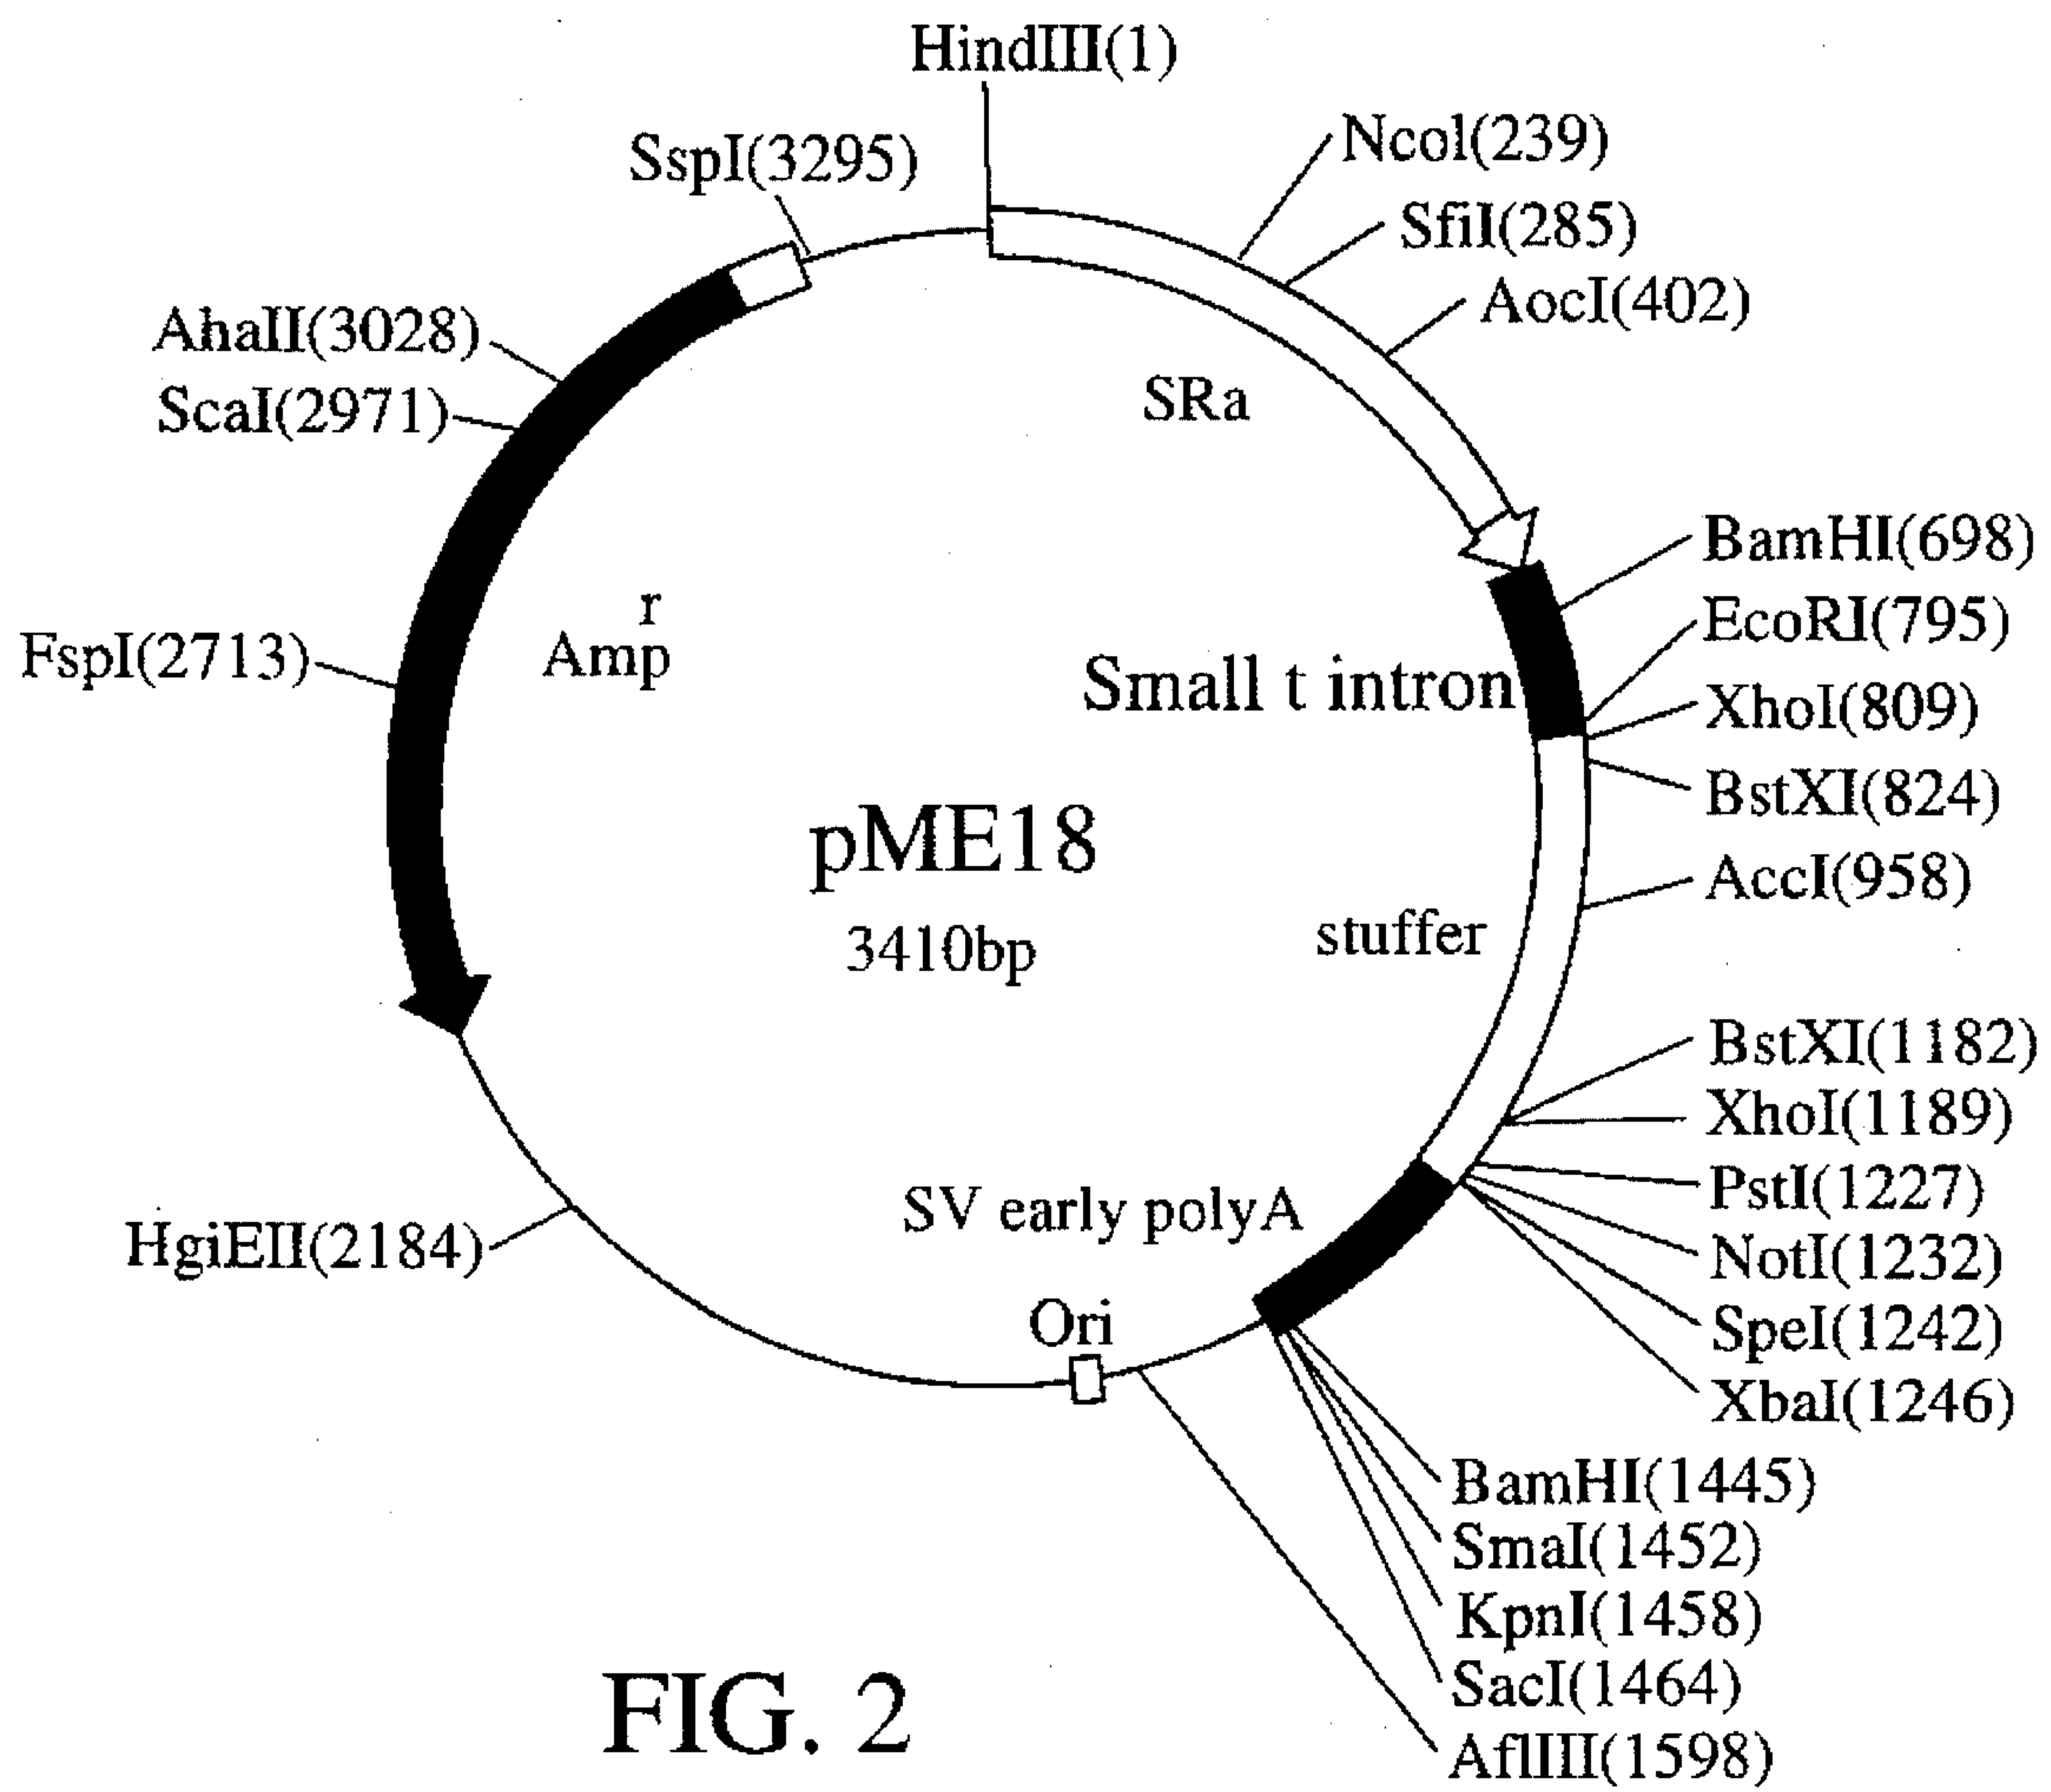 HindIII(1)
NcoI(239)
SspI(3295)
SfiI(285)
AocI(402)
AhaII(3028)
ScaI(2971)
SRa
BamHI(698)
r
EcoRI(795)
FspI(2713)
Amp
Small t intron
XhoI(809)
BstXI(824)
pME18
AccI(958)
3410bp
stuffer
BstXI(1182)
XhoI(1189)
PstI(1227)
SV early polyA
HgiEII(2184)
NotI(1232)
Ori
SpeI(1242)
XbaI(1246)
BamHI(1445)
SmaI(1452)
KpnI(1458)
SacI(1464)
FIG. 2
AflIII(1598)